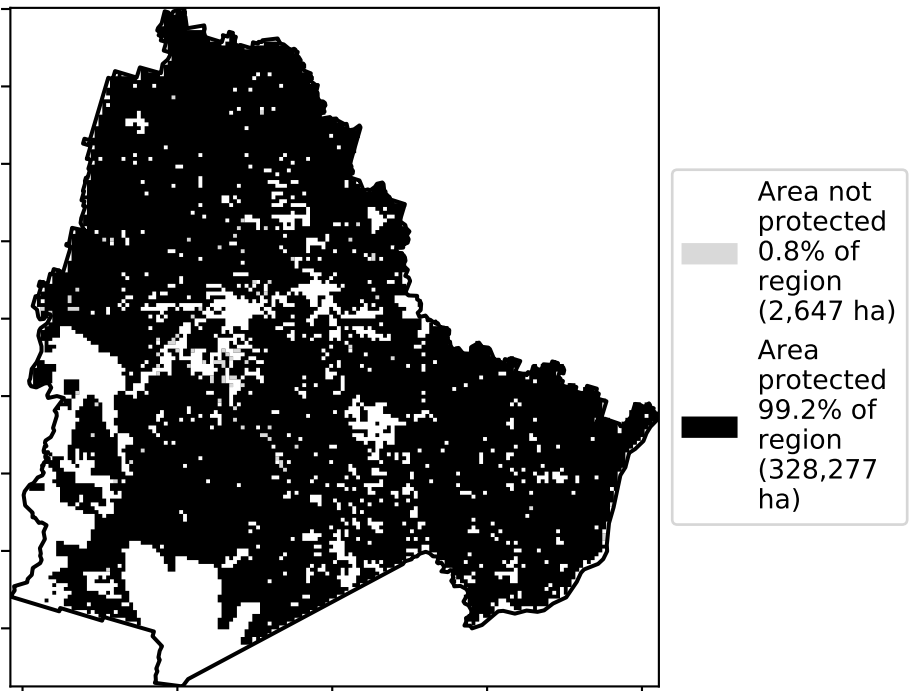 Area not
protected
0.8% of
region
(2,647 ha)
Area
protected
99.2% of
region
(328,277
ha)